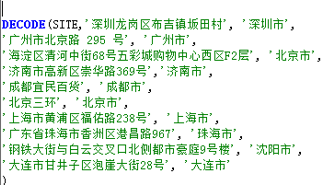 DECODE(SITE,'深圳龙岗区布吉镇坂田村', '深圳市',
'广州市北京路 295 号', '广州市',
'海淀区清河中街68号五彩城购物中心西区F2层', '北京市',
'济南市高新区崇华路369号','济南市',
'成都宜民百货', '成都市',
'北京三环', '北京市',
'上海市黄浦区福佑路238号', '上海市',
'广东省珠海市香洲区港昌路967', '珠海市',
'钢铁大街与白云交叉口北侧都市豪庭9号楼', '沈阳市',
'大连市甘井子区泡崖大街28号', '大连市'
)